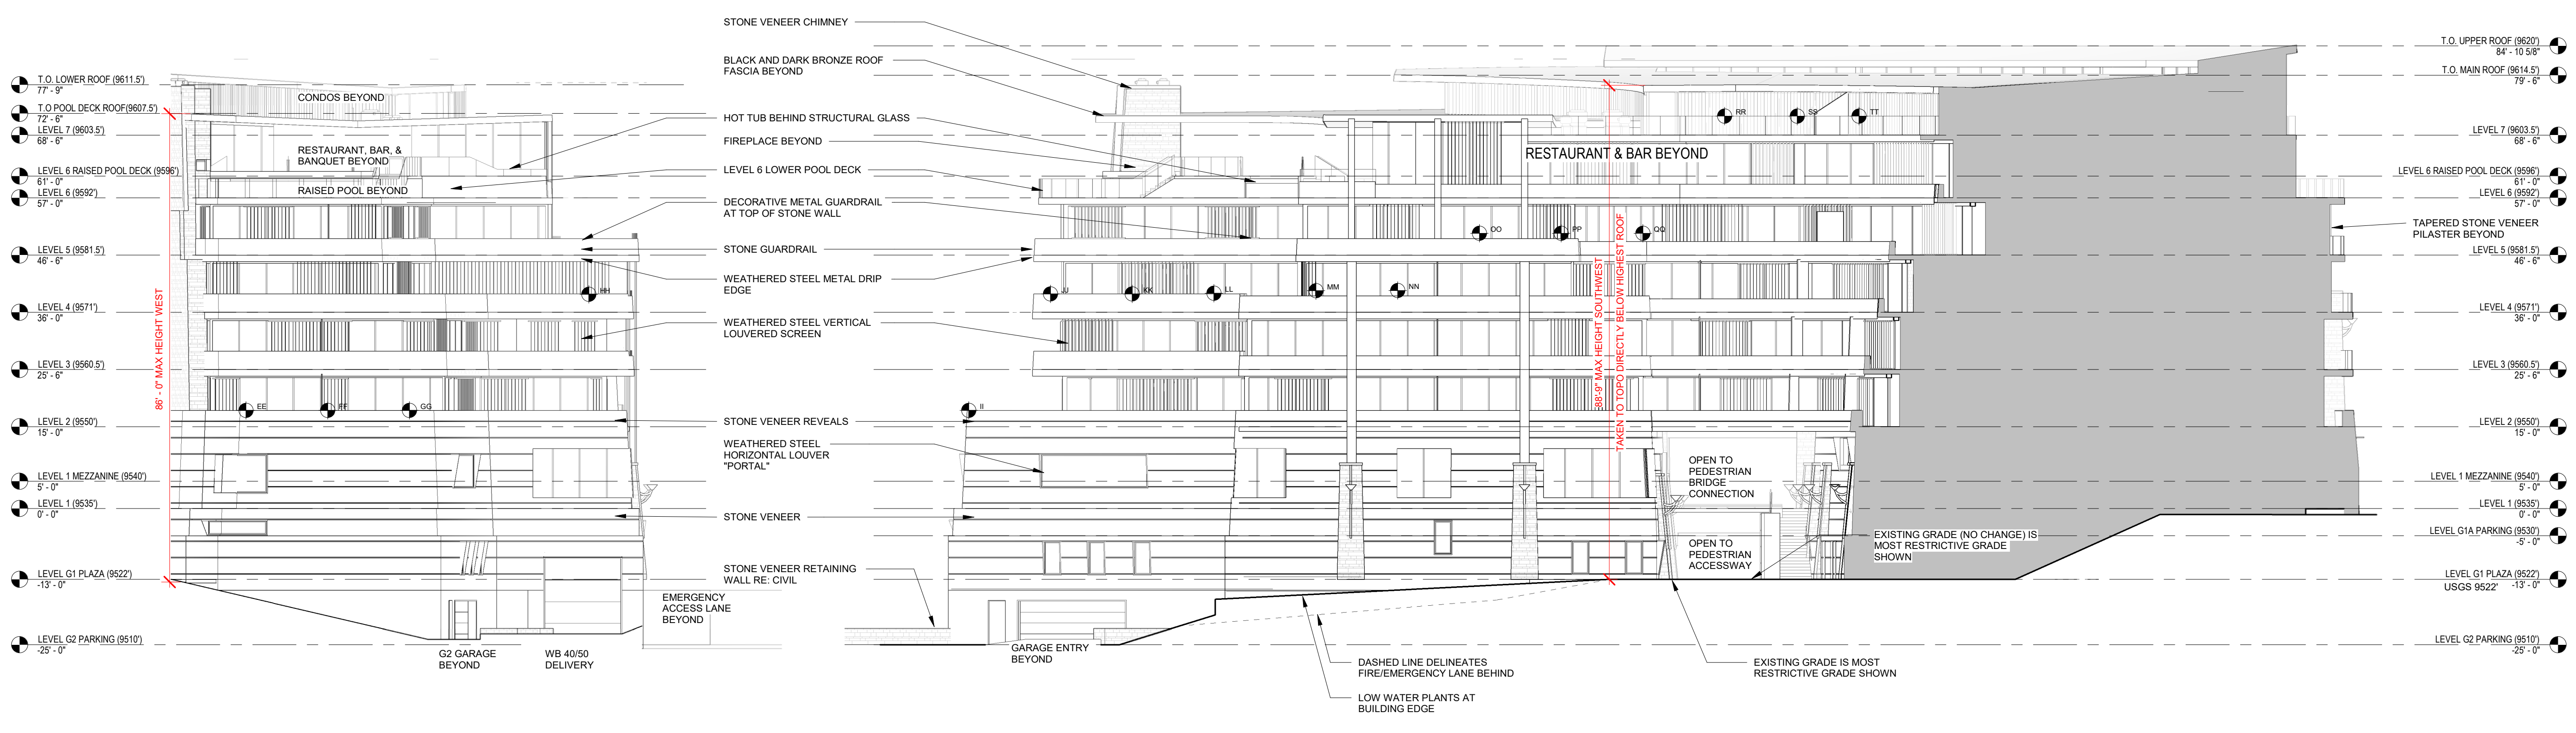 T.O. LOWER ROOF (9611.5')
77' - 9"
T.O POOL DECK ROOF(9607.5')
72' - 6"
LEVEL 7 (9603.5')
68' - 6"
LEVEL 6 RAISED POOL DECK (9596')
61' - 0"
LEVEL 6 (9592')
57' - 0"
LEVEL 5 (9581.5')
46' - 6"
LEVEL 4 (9571')
36' - 0"
LEVEL 3 (9560.5')
25' - 6"
LEVEL 2 (9550')
15' - 0"
LEVEL 1 MEZZANINE (9540')
5' - 0"
LEVEL 1 (9535')
0' - 0"
LEVEL G1 PLAZA (9522')
-13' - 0"
LEVEL G2 PARKING (9510')
-25' - 0"
86' - 0" MAX HEIGHT WEST
CONDOS BEYOND
RESTAURANT, BAR, &
BANQUET BEYOND
RAISED POOL BEYOND
HH
EE
FF
GG
G2 GARAGE
BEYOND
WB 40/50
DELIVERY
EMERGENCY
ACCESS LANE
BEYOND
STONE VENEER CHIMNEY
BLACK AND DARK BRONZE ROOF
FASCIA BEYOND
HOT TUB BEHIND STRUCTURAL GLASS
FIREPLACE BEYOND
LEVEL 6 LOWER POOL DECK
DECORATIVE METAL GUARDRAIL
AT TOP OF STONE WALL
STONE GUARDRAIL
WEATHERED STEEL METAL DRIP
EDGE
WEATHERED STEEL VERTICAL
LOUVERED SCREEN
STONE VENEER REVEALS
WEATHERED STEEL
HORIZONTAL LOUVER
"PORTAL"
STONE VENEER
STONE VENEER RETAINING
WALL RE: CIVIL
RR
SS
TT
RESTAURANT & BAR BEYOND
OO
PP
QQ
JJ
KK
LL
MM
NN
II
88'-9" MAX HEIGHT SOUTHWEST
TAKEN TO TOPO DIRECTLY BELOW HIGHEST ROOF
OPEN TO
PEDESTRIAN
BRIDGE
CONNECTION
OPEN TO
PEDESTRIAN
ACCESSWAY
EXISTING GRADE (NO CHANGE) IS
MOST RESTRICTIVE GRADE
SHOWN
GARAGE ENTRY
BEYOND
DASHED LINE DELINEATES
FIRE/EMERGENCY LANE BEHIND
LOW WATER PLANTS AT
BUILDING EDGE
EXISTING GRADE IS MOST
RESTRICTIVE GRADE SHOWN
T.O. UPPER ROOF (9620')
84' - 10 5/8"
T.O. MAIN ROOF (9614.5')
79' - 6"
LEVEL 7 (9603.5')
68' - 6"
LEVEL 6 RAISED POOL DECK (9596')
61' - 0"
LEVEL 6 (9592')
57' - 0"
TAPERED STONE VENEER
PILASTER BEYOND
LEVEL 5 (9581.5')
46' - 6"
LEVEL 4 (9571')
36' - 0"
LEVEL 3 (9560.5')
25' - 6"
LEVEL 2 (9550')
15' - 0"
LEVEL 1 MEZZANINE (9540')
5' - 0"
LEVEL 1 (9535')
0' - 0"
LEVEL G1A PARKING (9530')
-5' - 0"
LEVEL G1 PLAZA (9522')
USGS 9522' -13' - 0"
LEVEL G2 PARKING (9510')
-25' - 0"